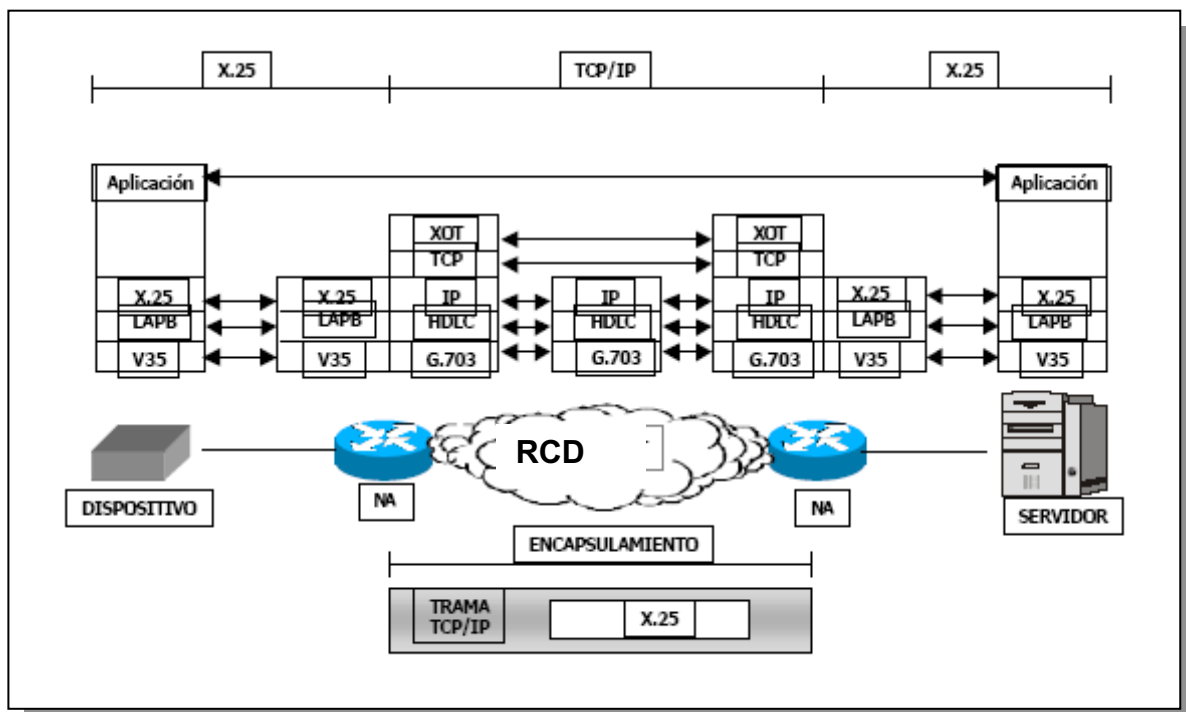 X.25 TCP/IP X.25
Aplicación Aplicación
XOT XOT
TCP TCP
X.25 X.25 IP IP IP X.25 X.25
LAPB LAPB HDLC HDLC HDLC LAPB LAPB
V35 V35 G.703 G.703 G.703 V35 V35
RCD
DISPOSITIVO NA NA SERVIDOR
ENCAPSULAMIENTO
TRAMA
TCP/IP
X.25